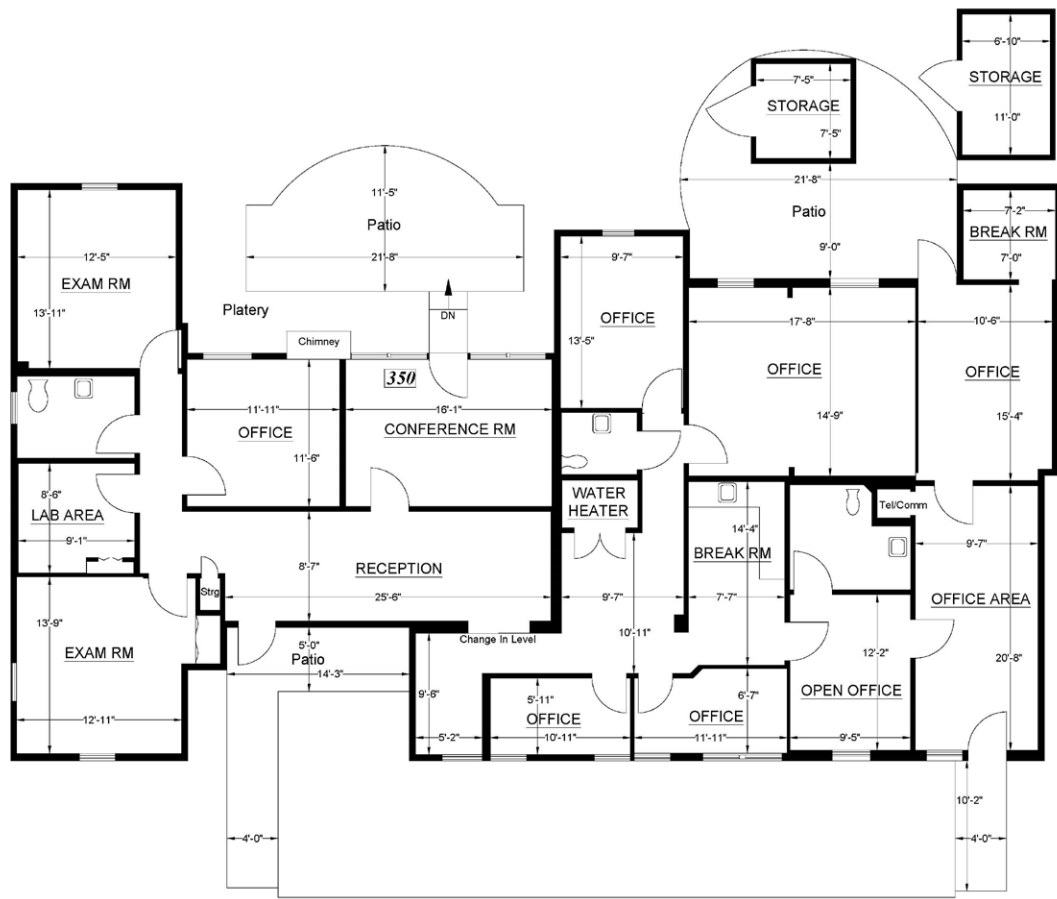 6'-10"
STORAGE
11'-0"
7'-5"
STORAGE
7'-5"
21'-8"
Patio
9'-0"
7'-2"
BREAK RM
7'-0"
11'-5"
Patio
21'-8"
DN
Platery
Chimney
12'-5"
EXAM RM
13'-11"
9'-7"
OFFICE
13'-5"
17'-8"
OFFICE
14'-9"
10'-6"
OFFICE
15'-4"
350
11'-11"
OFFICE
11'-6"
16'-1"
CONFERENCE RM
8'-6"
LAB AREA
9'-1"
WATER
HEATER
14'-4"
BREAK RM
7'-7"
Tel/Comm
9'-7"
OFFICE AREA
20'-8"
8'-7"
RECEPTION
25'-6"
Strg
9'-7"
10'-11"
13'-9"
EXAM RM
12'-11"
5'-0"
Patio
14'-3"
Change In Level
9'-6"
5'-2"
5'-11"
OFFICE
10'-11"
6'-7"
OFFICE
11'-11"
12'-2"
OPEN OFFICE
9'-5"
10'-2"
4'-0"
4'-0"